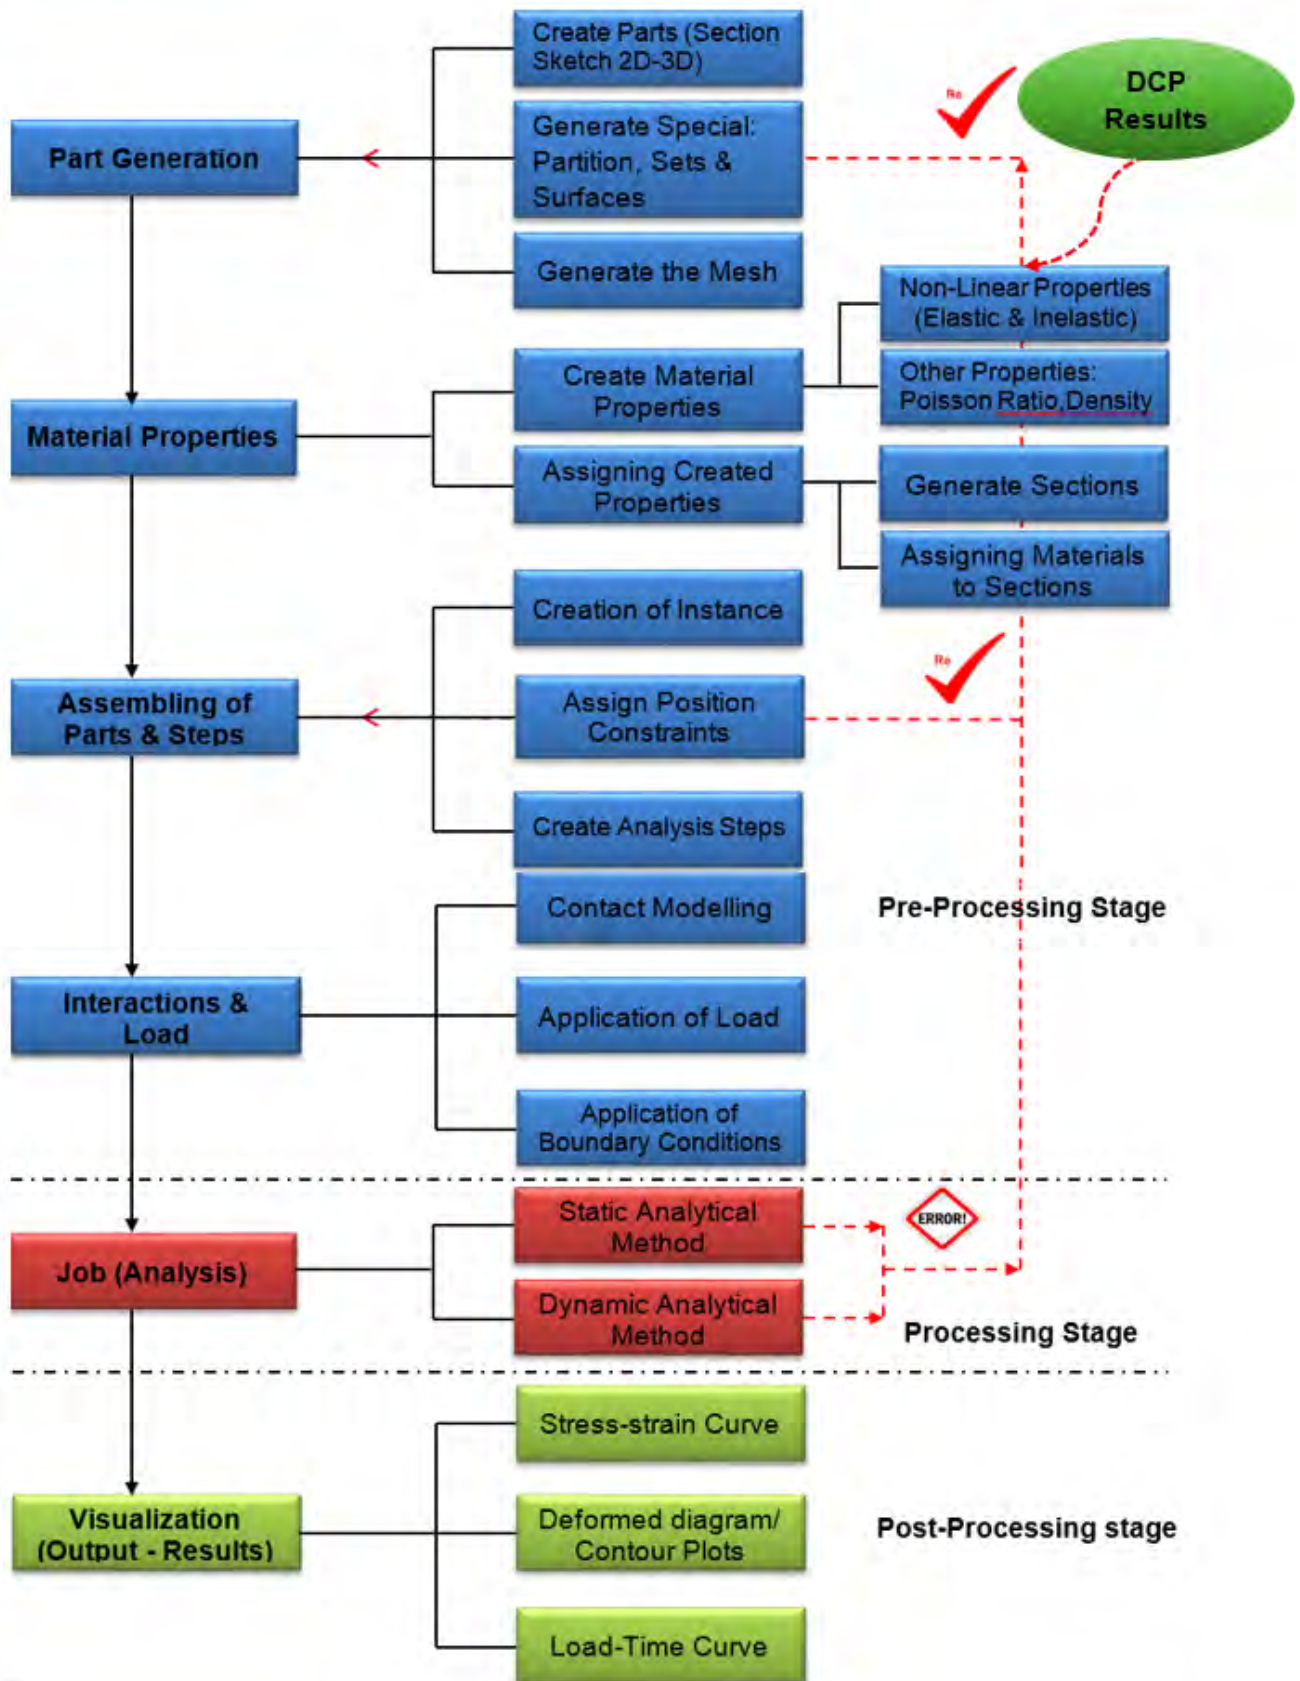 Create Parts (Section
Sketch 2D-3D)
DCP
Results
Re
Part Generation
Generate Special:
Partition, Sets &
Surfaces
Generate the Mesh
Non-Linear Properties
(Elastic & Inelastic)
Create Material
Properties
Other Properties:
Poisson Ratio,Density
Material Properties
Assigning Created
Properties
Generate Sections
Assigning Materials
to Sections
Creation of Instance
Re
Assembling of
Parts & Steps
Assign Position
Constraints
Create Analysis Steps
Contact Modelling
Pre-Processing Stage
Interactions &
Load
Application of Load
Application of
Boundary Conditions
Static Analytical
Method
ERROR!
Job (Analysis)
Dynamic Analytical
Method
Processing Stage
Stress-strain Curve
Visualization
(Output - Results)
Deformed diagram/
Contour Plots
Post-Processing stage
Load-Time Curve